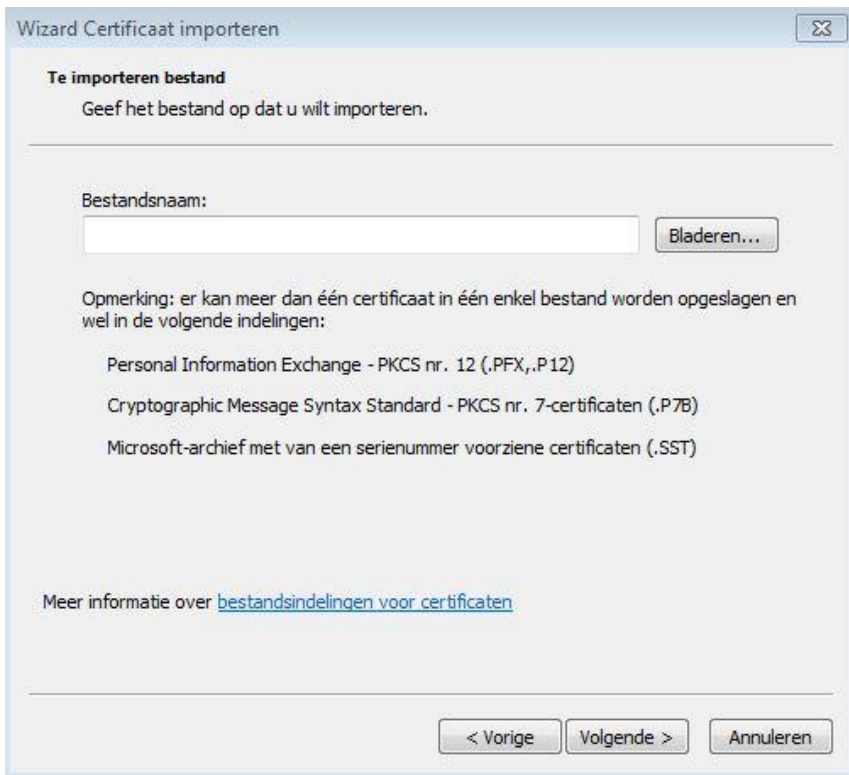 Wizard Certificaat importeren
Te importeren bestand
Geef het bestand op dat u wilt importeren.
Bestandsnaam:
Bladeren...
Opmerking: er kan meer dan één certificaat in één enkel bestand worden opgeslagen en
wel in de volgende indelingen:
Personal Information Exchange - PKCS nr. 12 (.PFX,.P12)
Cryptographic Message Syntax Standard - PKCS nr. 7-certificaten (.P7B)
Microsoft-archief met van een serienummer voorziene certificaten (.SST)
Meer informatie over bestandsindelingen voor certificaten
< Vorige Volgende > Annuleren